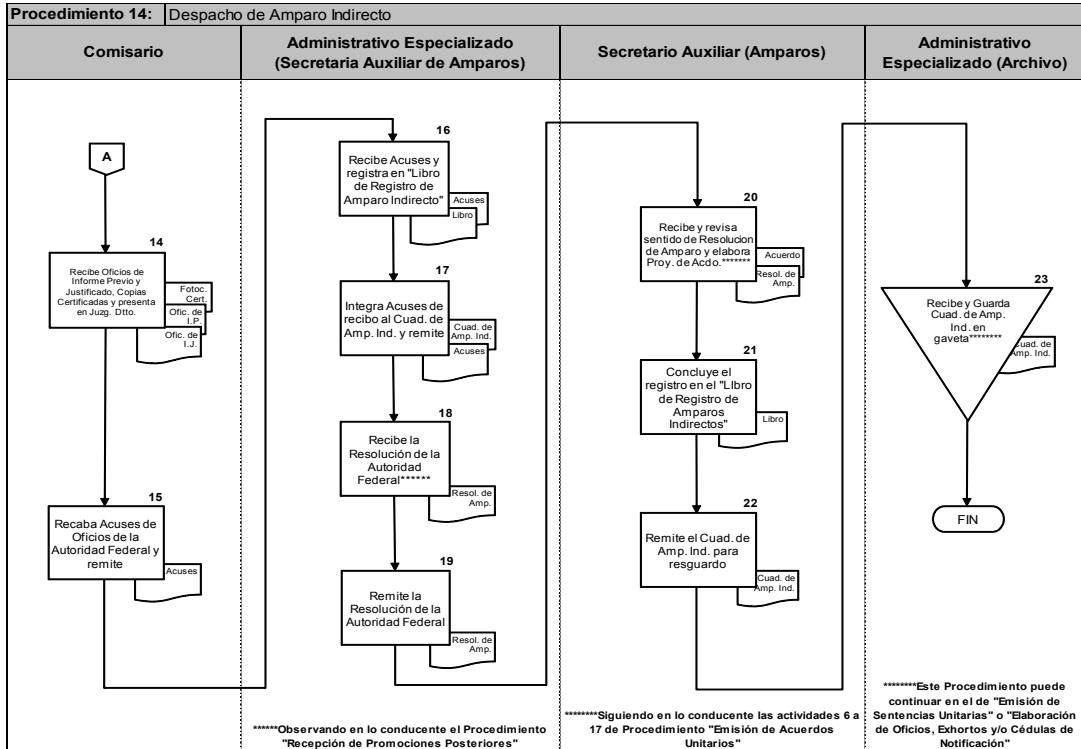 Procedimiento 14: Despacho de Amparo Indirecto
Comisario
Administrativo Especializado
(Secretaria Auxiliar de Amparos)
Secretario Auxiliar (Amparos)
Administrativo
Especializado (Archivo)
A
14
Recibe Oficios de
Informe Previo y
Justificado, Copias
Certificadas y presenta
en Juzg. Dtto.
Fotoc.
Cert.
Ofic. de
I.P.
Ofic. de
I.J.
15
Recaba Acuses de
Oficios de la
Autoridad Federal y
remite
Acuses
16
Recibe Acuses y
registra en "Libro
de Registro de
Amparo Indirecto"
Acuses
Libro
17
Integra Acuses de
recibo al Cuad. de
Amp. Ind. y remite
Cuad. de
Amp. Ind.
Acuses
18
Recibe la
Resolución de la
Autoridad
Federal******
Resol. de
Amp.
19
Remite la
Resolución de la
Autoridad Federal
Resol. de
Amp.
******Observando en lo conducente el Procedimiento
"Recepción de Promociones Posteriores"
20
Recibe y revisa
sentido de Resolucion
de Amparo y elabora
Proy. de Acdo.*******
Acuerdo
Resol. de
Amp.
21
Concluye el
registro en el "LIbro
de Registro de
Amparos
Indirectos"
Libro
22
Remite el Cuad. de
Amp. Ind. para
resguardo
Cuad. de
Amp. Ind.
********Siguiendo en lo conducente las actividades 6 a
17 de Procedimiento "Emisión de Acuerdos
Unitarios"
23
Recibe y Guarda
Cuad. de Amp.
Ind. en
gaveta********
Cuad. de
Amp. Ind.
FIN
********Este Procedimiento puede
continuar en el de "Emisión de
Sentencias Unitarias" o "Elaboración
de Oficios, Exhortos y/o Cédulas de
Notificación"